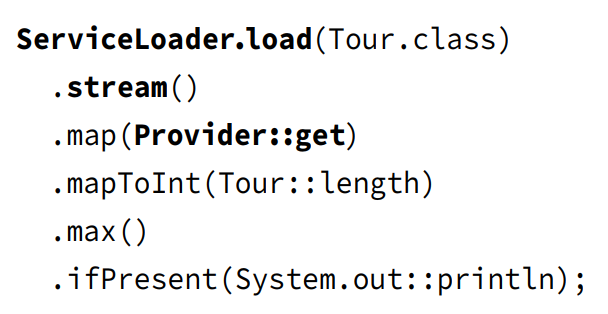 ServiceLoader.load(Tour.class)
.stream()
.map(Provider::get)
.mapToInt(Tour::length)
.max()
.ifPresent(System.out::println);